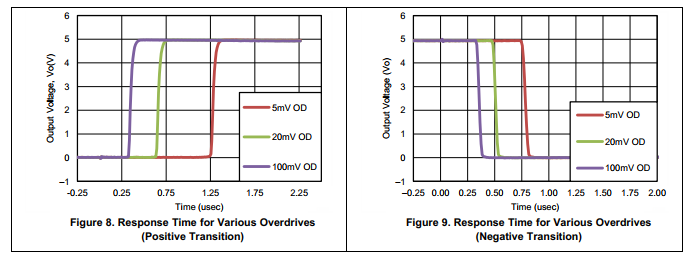 6
5
4
3
2
1
0
−1
Output Voltage, Vo(V)
5mV OD
20mV OD
100mV OD
-0.25 0.25 0.75 1.25 1.75 2.25
Time (usec)
Figure 8. Response Time for Various Overdrives
(Positive Transition)
6
5
4
3
2
1
0
−1
Output Voltage (Vo)
5mV OD
20mV OD
100mV OD
−0.25 0.00 0.25 0.50 0.75 1.00 1.25 1.50 1.75 2.00
Time (usec)
Figure 9. Response Time for Various Overdrives
(Negative Transition)